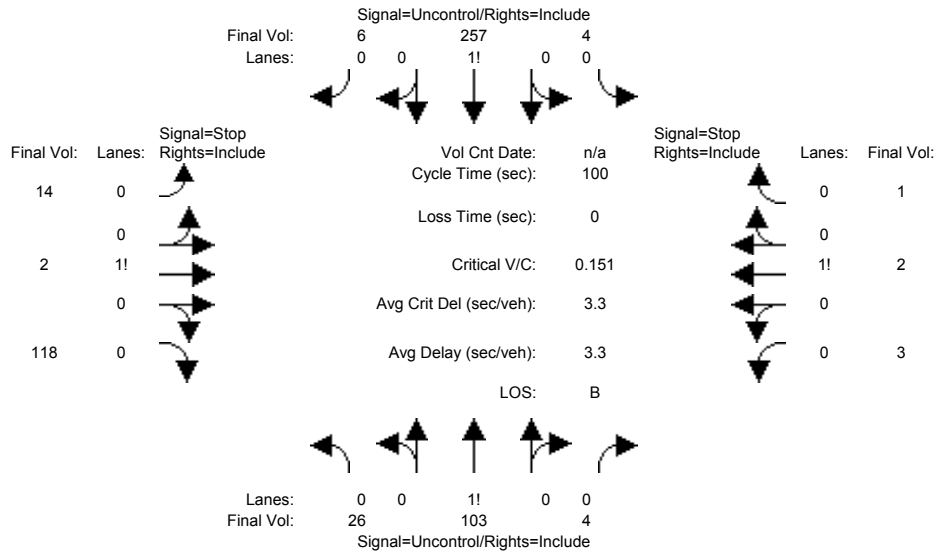 Signal=Uncontrol/Rights=Include
Final Vol: 6 257 4
Lanes: 0 0 1! 0 0
Signal=Stop
Final Vol: Lanes: Rights=Include
14 0
0
2 1! 
0
118 0
Vol Cnt Date: n/a
Cycle Time (sec): 100
Loss Time (sec): 0
Critical V/C: 0.151
Avg Crit Del (sec/veh): 3.3
Avg Delay (sec/veh): 3.3
LOS: B
Signal=Stop
Rights=Include Lanes: Final Vol:
0 1
0
1! 2
0
0 3
Lanes: 0 0 1! 0 0
Final Vol: 26 103 4
Signal=Uncontrol/Rights=Include